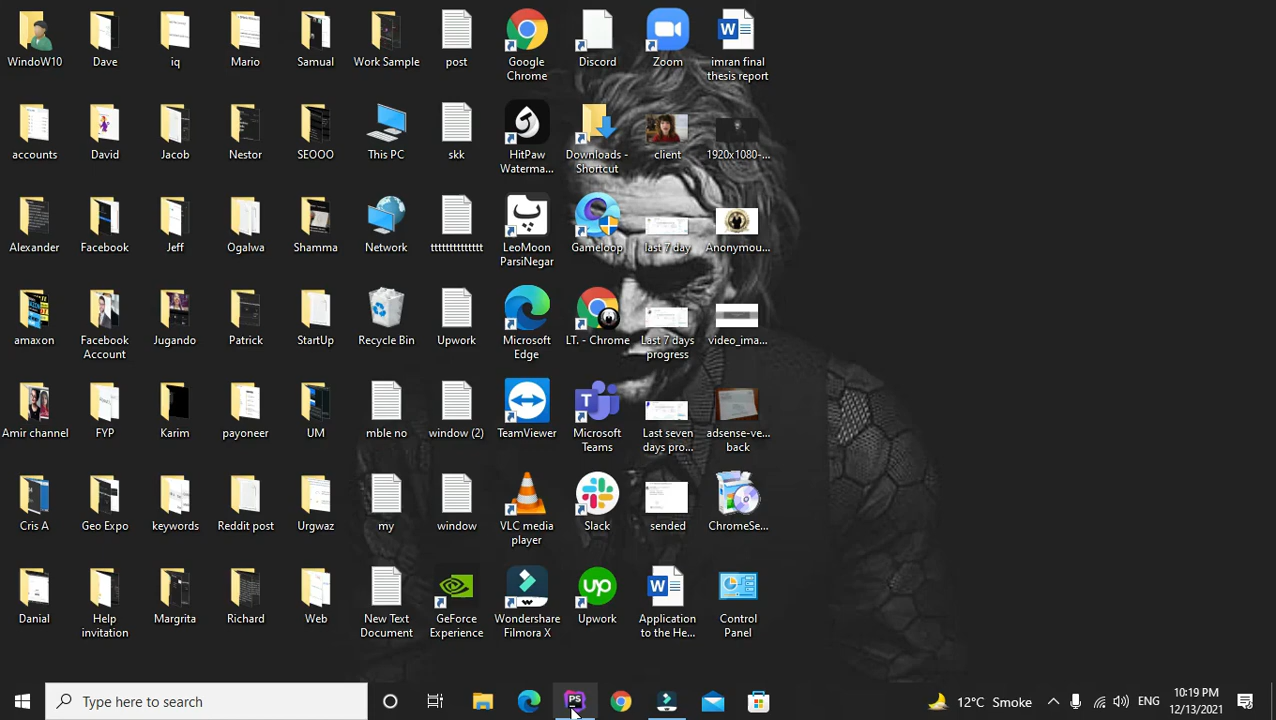 WindoW10
Dave
iq
Mario
Samual
Work Sample
post
Google
Chrome
Discord
Zoom
imran final
thesis report
Accounts
David
Jacob
Nestor
SEOOO
This PC
skk
HitPaw
Waterma...
Downloads -
Shortcut
client
1920x1080-...
Alexander
Facebook
Jeff
Ogalwa
Shamma
Network
LeoMoon
ParsiNegar
Gameloop
last 7 day
Anonymou...
amaxon
Facebook
Account
Jugando
Patrick
StartUp
Recycle Bin
Upwork
Microsoft
Edge
LT. - Chrome
Last 7 days
progress
video_ima...
Amir channel
FYP
Karim
payoneer
UM
mble no
window (2)
TeamViewer
Microsoft
Teams
Last seven
days pro...
adsense-ve...
back
Cris A
Geo Expo
keywords
Reddit post
Urgwaz
my
window
VLC media
player
Slack
sended
ChromeSe...
Danial
Help
invitation
Margrita
Richard
Web
New Text
Document
GeForce
Experience
Wondershare
Filmora X
Upwork
Application
to the He...
Control
Panel
Type here to search
PS
12°C Smoke
ENG
10:19 PM
12/13/2021